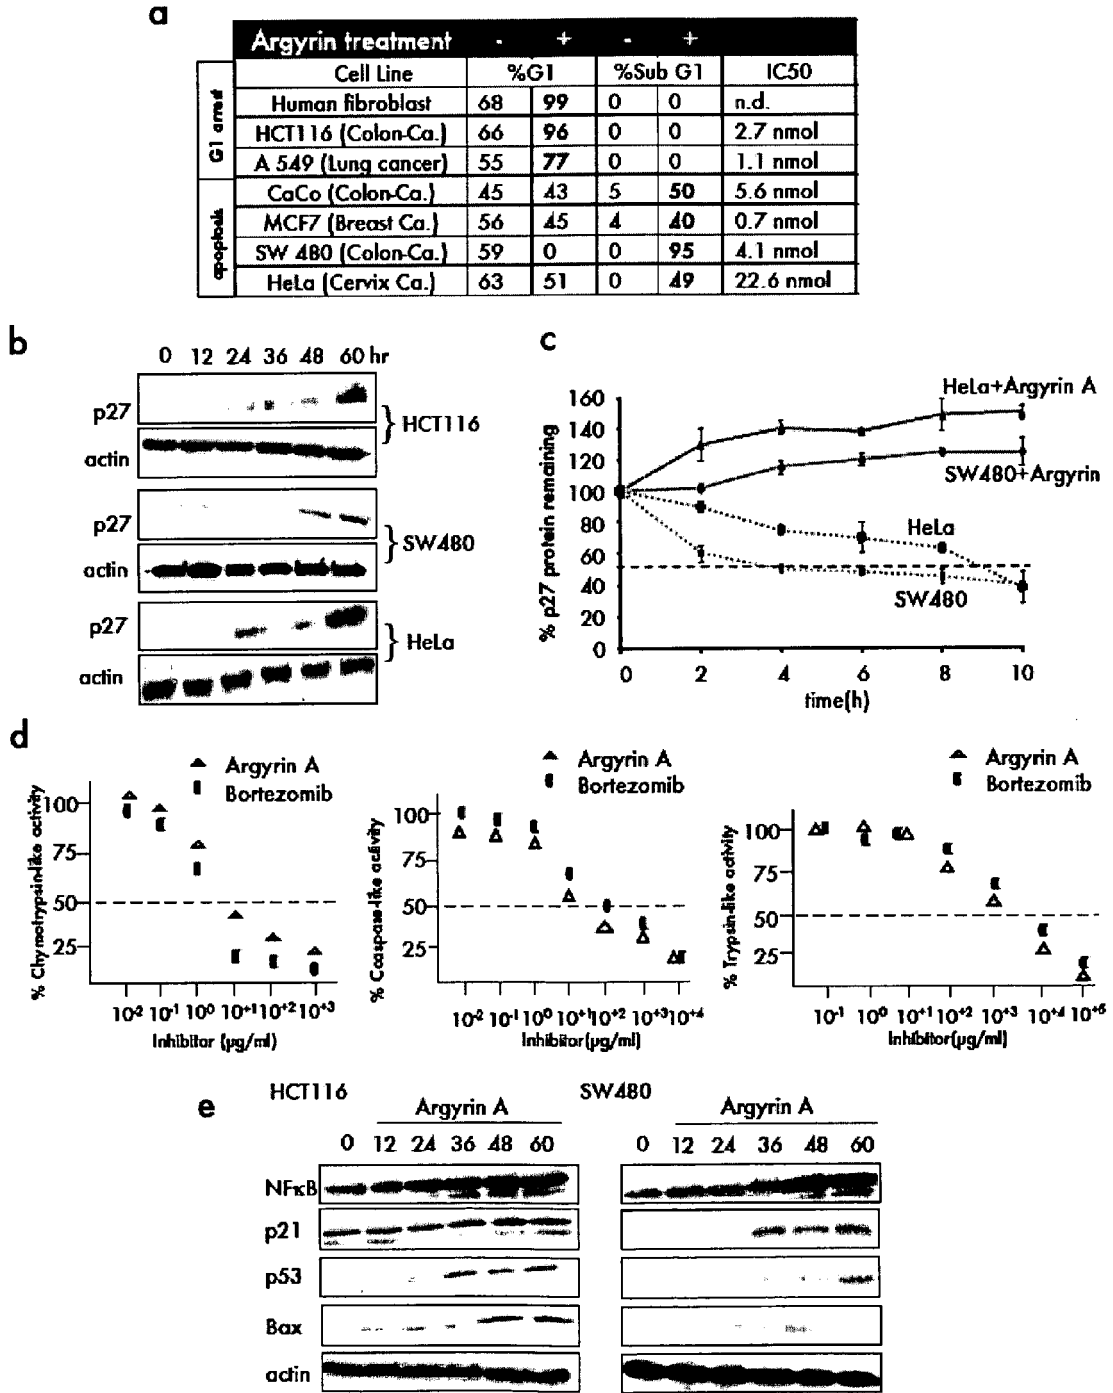 a
Argyrin treatment - + - +
Cell Line %G1 %Sub G1 IC50
G1 arrest
Human fibroblast 68 99 0 0 n.d.
HCT116 (Colon-Ca.) 66 96 0 0 2.7 nmol
A 549 (Lung cancer) 55 77 0 0 1.1 nmol
apoptosis
CaCo (Colon-Ca.) 45 43 5 50 5.6 nmol
MCF7 (Breast Ca.) 56 45 4 40 0.7 nmol
SW 480 (Colon-Ca.) 59 0 0 95 4.1 nmol
HeLa (Cervix Ca.) 63 51 0 49 22.6 nmol
b
0 12 24 36 48 60 hr
p27
actin
HCT116
p27
actin
SW480
p27
actin
HeLa
c
% p27 protein remaining
160
140
120
100
80
60
40
20
0
0 2 4 6 8 10
time(h)
HeLa+Argyrin A
SW480+Argyrin
HeLa
SW480
d
Argyrin A
Bortezomib
% Chymotrypsin-like activity
100
75
50
25
10-2 10-1 100 10+1 10+2 10+3
Inhibitor (µg/ml)
Argyrin A
Bortezomib
% Caspase-like activity
100
75
50
25
10-2 10-1 100 10+1 10+2 10+3 10+4
Inhibitor(µg/ml)
Argyrin A
Bortezomib
% Trypsin-like activity
100
75
50
25
10-1 100 10+1 10+2 10+3 10+4 10+5
Inhibitor(µg/ml)
e
HCT116
Argyrin A
0 12 24 36 48 60
SW480
Argyrin A
0 12 24 36 48 60
NFκB
p21
p53
Bax
actin